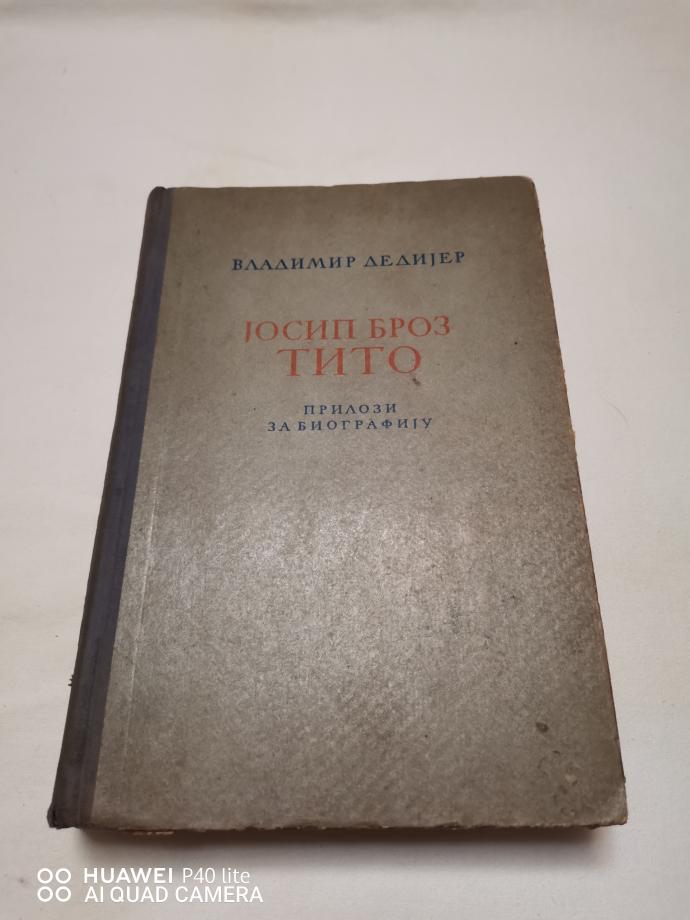 ВЛАДИМИР ДЕДИЈЕР
ЈОСИП БРОЗ
ТИТО
ПРИЛОЗИ
ЗА БИОГРАФИЈУ
HUAWEI P40 lite
AI QUAD CAMERA